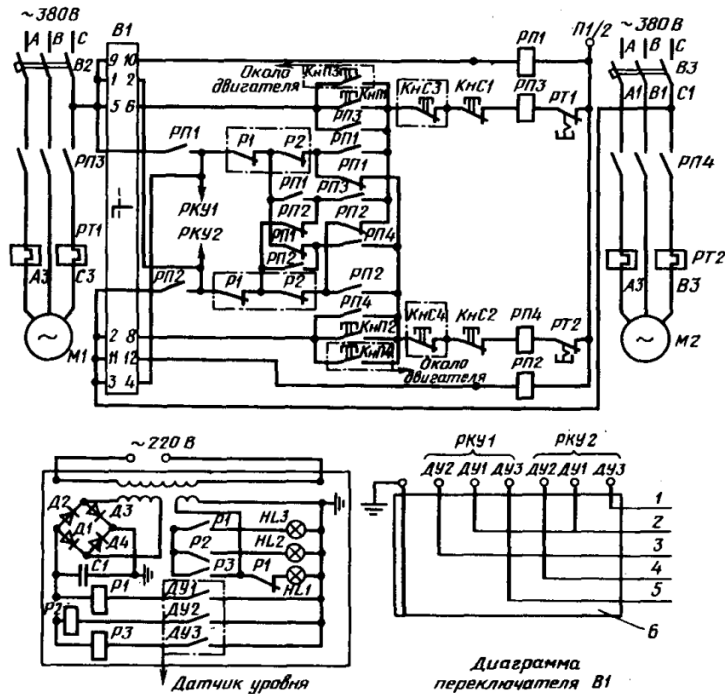 ~380В
В1
П1/2
~380В
А В С
В2
9 10
1 2
5 6
КнП3
Около
двигателя
КнП1
РП3
КнС3
КнС1
РП1
РП3
РТ1
А В С
В3
А1 В1 С1
РП3
РП1
Р1
Р2
РП1
РП1
РП4
РКУ1
РП3
РП2
РП2
РКУ2
РП1
РП4
РТ1
РП2
РТ2
А3
С3
РП2
Р1
Р2
РП2
А3
В3
РП4
М1
2 8
11 12
3 4
КнП2
КнП4
КнС4
КнС2
РП4
РТ2
Около
двигателя
РП2
М2
~220 В
Д2
Д3
Д1
Д4
С1
Р1
Р2
Р3
Р1
Р2
Р3
Р1
HL3
HL2
HL1
ДУ1
ДУ2
ДУ3
Датчик уровня
РКУ1
РКУ2
ДУ2 ДУ1 ДУ3 ДУ2 ДУ1 ДУ3
1
2
3
4
5
6
Диаграмма
переключателя В1